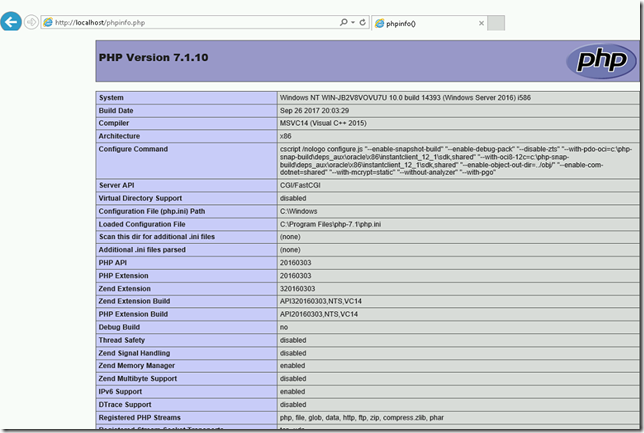 http://localhost/phpinfo.php
phpinfo()
PHP Version 7.1.10
php
System Windows NT WIN-JB2V8VOVU7U 10.0 build 14393 (Windows Server 2016) i586
Build Date Sep 26 2017 20:03:29
Compiler MSVC14 (Visual C++ 2015)
Architecture x86
Configure Command cscript /nologo configure.js "--enable-snapshot-build" "--enable-debug-pack" "--disable-zts" "--with-pdo-oci=c:\php-
snap-build\deps_aux\oracle\x86\instantclient_12_1\sdk,shared" "--with-oci8-12c=c:\php-snap-
build\deps_aux\oracle\x86\instantclient_12_1\sdk,shared" "--enable-object-out-dir=../obj/" "--enable-com-
dotnet=shared" "--with-mcrypt=static" "--without-analyzer" "--with-pgo"
Server API CGI/FastCGI
Virtual Directory Support disabled
Configuration File (php.ini) Path C:\Windows
Loaded Configuration File C:\Program Files\php-7.1\php.ini
Scan this dir for additional .ini files (none)
Additional .ini files parsed (none)
PHP API 20160303
PHP Extension 20160303
Zend Extension 320160303
Zend Extension Build API320160303,NTS,VC14
PHP Extension Build API20160303,NTS,VC14
Debug Build no
Thread Safety disabled
Zend Signal Handling disabled
Zend Memory Manager enabled
Zend Multibyte Support disabled
IPv6 Support enabled
DTrace Support disabled
Registered PHP Streams php, file, glob, data, http, ftp, zip, compress.zlib, phar